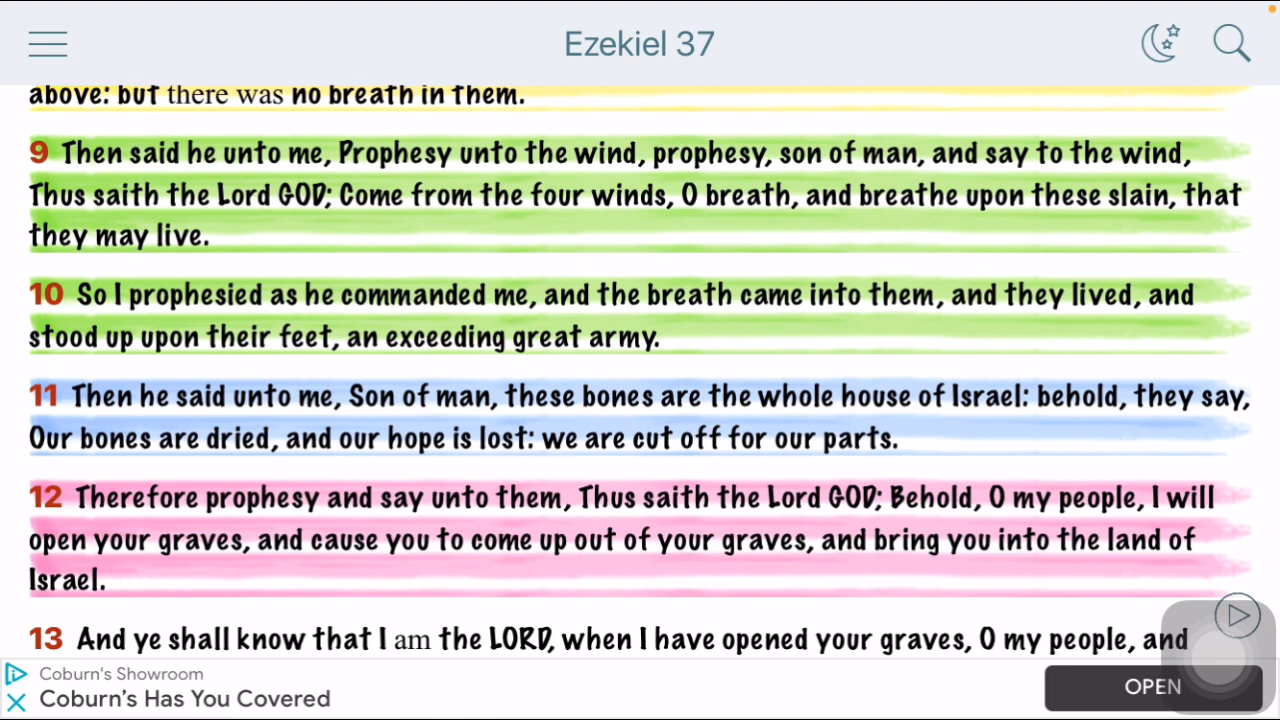 Ezekiel 37
above: but there was no breath in them.
9 Then said he unto me, Prophesy unto the wind, prophesy, son of man, and say to the wind,
Thus saith the Lord GOD; Come from the four winds, O breath, and breathe upon these slain, that
they may live.
10 So I prophesied as he commanded me, and the breath came into them, and they lived, and
stood up upon their feet, an exceeding great army.
11 Then he said unto me, Son of man, these bones are the whole house of Israel: behold, they say,
Our bones are dried, and our hope is lost: we are cut off for our parts.
12 Therefore prophesy and say unto them, Thus saith the Lord GOD; Behold, O my people, I will
open your graves, and cause you to come up out of your graves, and bring you into the land of
Israel.
13 And ye shall know that I am the LORD, when I have opened your graves, O my people, and
Coburn's Showroom
Coburn's Has You Covered
OPEN